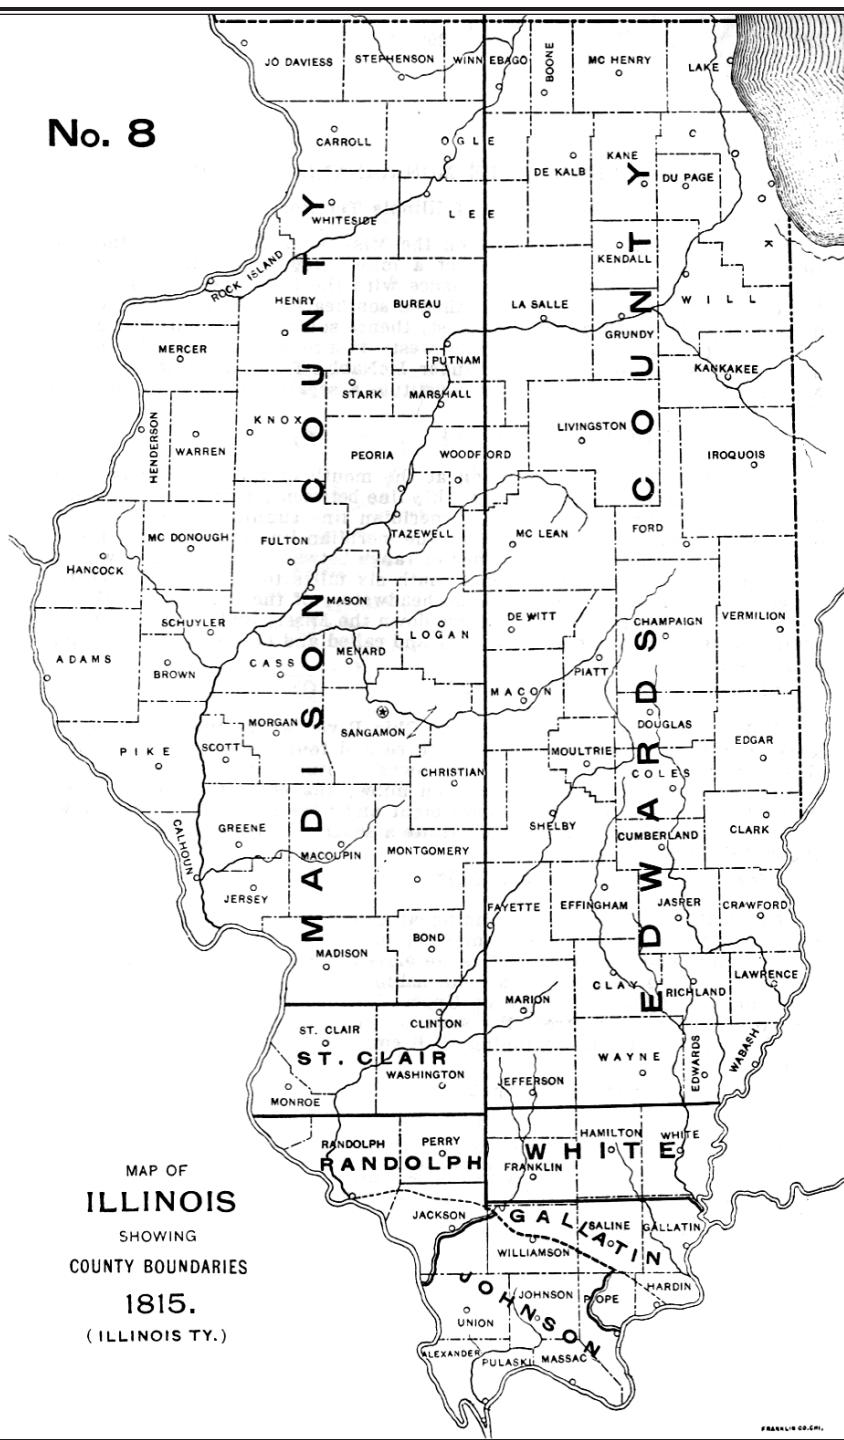 No. 8
JO DAVIESS
STEPHENSON
WINNEBAGO
BOONE
MC HENRY
LAKE
CARROLL
OGLE
DE KALB
KANE
COOK
DU PAGE
WHITESIDE
LEE
KENDALL
ROCK ISLAND
HENRY
BUREAU
LA SALLE
WILL
GRUNDY
MERCER
PUTNAM
KANKAKEE
STARK
MARSHALL
HENDERSON
WARREN
KNOX
PEORIA
WOODFORD
LIVINGSTON
IROQUOIS
HANCOCK
MC DONOUGH
FULTON
TAZEWELL
MC LEAN
FORD
ADAMS
SCHUYLER
MASON
LOGAN
DE WITT
CHAMPAIGN
VERMILION
BROWN
CASS
MENARD
MACON
PIATT
PIKE
SCOTT
MORGAN
SANGAMON
CHRISTIAN
MOULTRIE
DOUGLAS
COLES
EDGAR
CALHOUN
GREENE
MACOUPIN
MONTGOMERY
SHELBY
CUMBERLAND
CLARK
JERSEY
MADISON
BOND
FAYETTE
EFFINGHAM
JASPER
CRAWFORD
MADISON COUNTY
EDWARDS COUNTY
MARION
CLAY
RICHLAND
LAWRENCE
ST. CLAIR
CLINTON
ST. CLAIR
WASHINGTON
MONROE
JEFFERSON
WAYNE
EDWARDS
WABASH
RANDOLPH
PERRY
RANDOLPH
HAMILTON
WHITE
WHITE
FRANKLIN
JACKSON
GALLATIN
SALINE
GALLATIN
WILLIAMSON
JOHNSON
JOHNSON
POPE
HARDIN
UNION
ALEXANDER
PULASKI
MASSAC
MAP OF
ILLINOIS
SHOWING
COUNTY BOUNDARIES
1815.
(ILLINOIS TY.)
FRANKLIN CO. CHI.